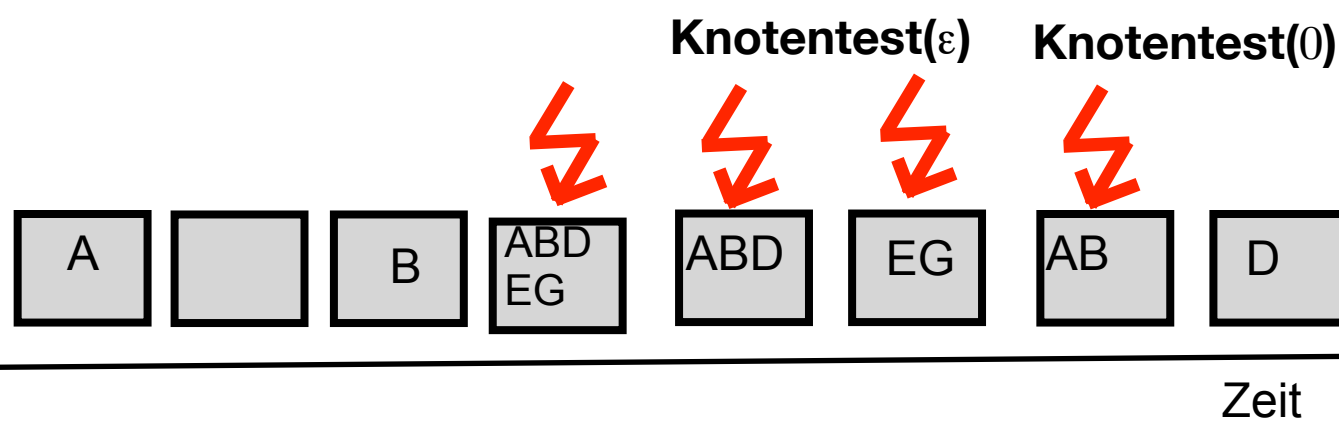 Knotentest(ε) Knotentest(0)
A
B
ABD
EG
ABD
EG
AB
D
Zeit